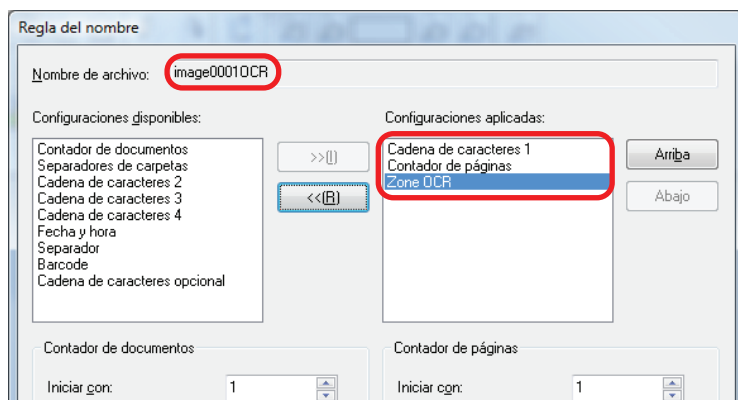 Regla del nombre
Nombre de archivo: image0001OCR
Configuraciones disponibles:
Contador de documentos
Separadores de carpetas
Cadena de caracteres 2
Cadena de caracteres 3
Cadena de caracteres 4
Fecha y hora
Separador
Barcode
Cadena de caracteres opcional
>>(I)
<<(R)
Configuraciones aplicadas:
Cadena de caracteres 1
Contador de páginas
Zone OCR
Arriba
Abajo
Contador de documentos
Iniciar con: 1
Contador de páginas
Iniciar con: 1